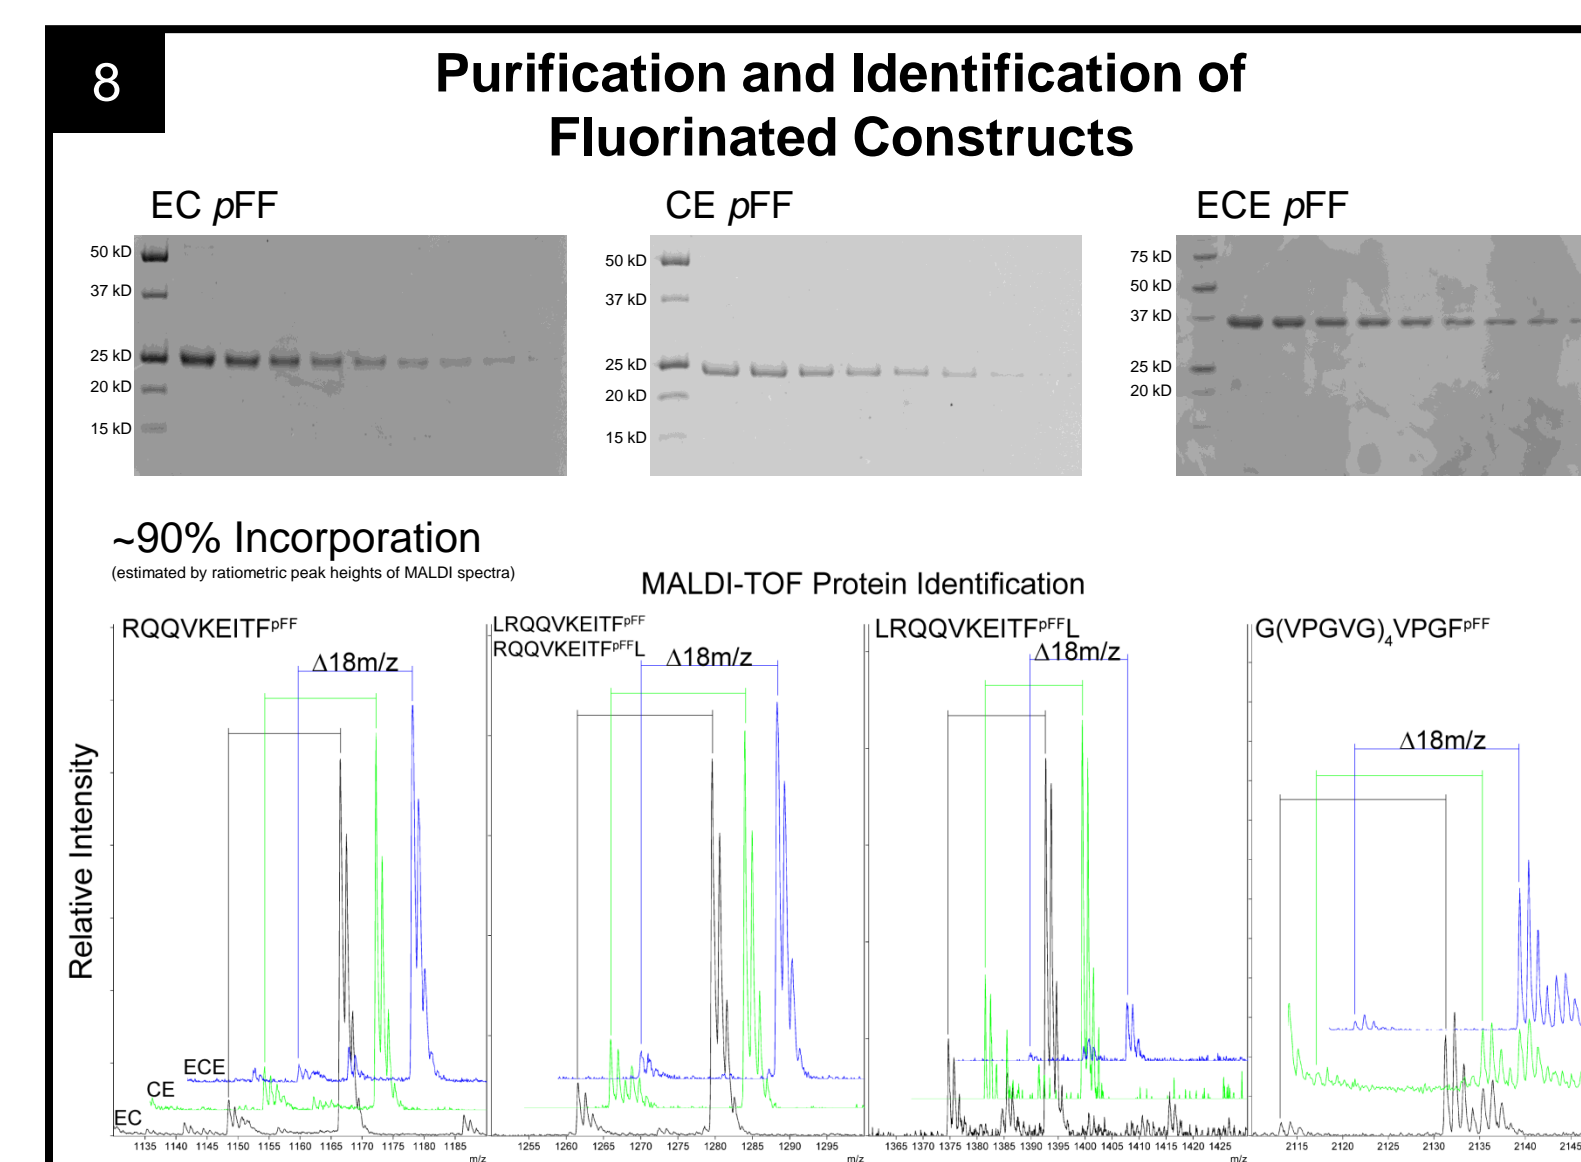 8
Purification and Identification of
Fluorinated Constructs
EC pFF
50 kD
37 kD
25 kD
20 kD
15 kD
CE pFF
50 kD
37 kD
25 kD
20 kD
15 kD
ECE pFF
75 kD
50 kD
37 kD
25 kD
20 kD
~90% Incorporation
(estimated by ratiometric peak heights of MALDI spectra)
MALDI-TOF Protein Identification
Relative Intensity
RQQVKEITFpFF
Δ18m/z
ECE
CE
EC
1135 1140 1145 1150 1155 1160 1165 1170 1175 1180 1185
m/z
LRQQVKEITFpFF
RQQVKEITFpFFL
Δ18m/z
1255 1260 1265 1270 1275 1280 1285 1290 1295
m/z
LRQQVKEITFpFFL
Δ18m/z
1365 1370 1375 1380 1385 1390 1395 1400 1405 1410 1415 1420 1425
m/z
G(VPGVG)4VPGFpFF
Δ18m/z
2115 2120 2125 2130 2135 2140 2145